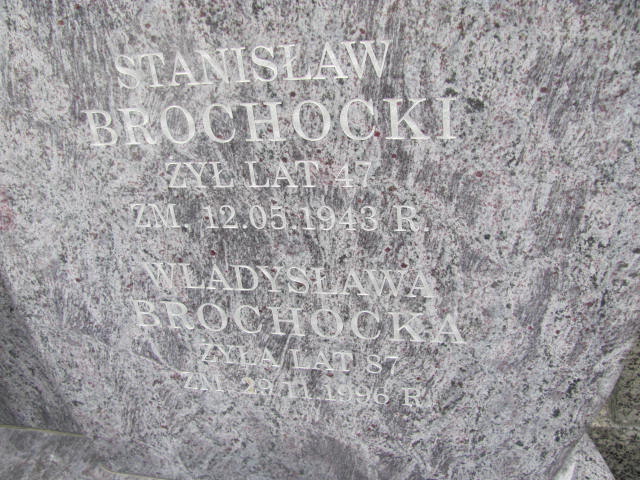 STANISŁAW
BROCHOCKI
ŻYŁ LAT 47
ZM. 12.05.1943 R.
WŁADYSŁAWA
BROCHOCKA
ŻYŁA LAT 87
ZM. 29.11.1996 R.